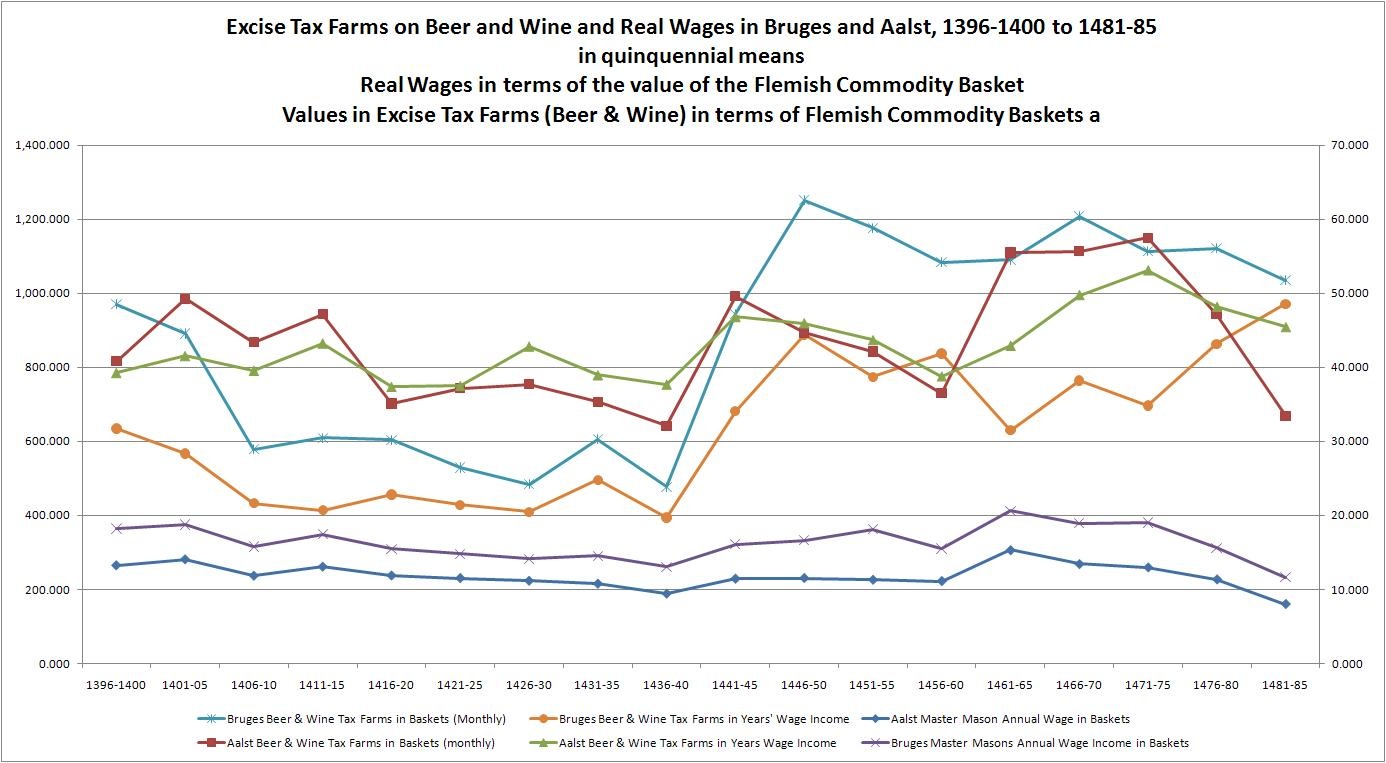 Excise Tax Farms on Beer and Wine and Real Wages in Bruges and Aalst, 1396-1400 to 1481-85
in quinquennial means
Real Wages in terms of the value of the Flemish Commodity Basket
Values in Excise Tax Farms (Beer & Wine) in terms of Flemish Commodity Baskets a
1,400.000 70.000
1,200.000 60.000
1,000.000 50.000
800.000 40.000
600.000 30.000
400.000 20.000
200.000 10.000
0.000 0.000
1396-1400 1401-05 1406-10 1411-15 1416-20 1421-25 1426-30 1431-35 1436-40 1441-45 1446-50 1451-55 1456-60 1461-65 1466-70 1471-75 1476-80 1481-85
Bruges Beer & Wine Tax Farms in Baskets (Monthly) Bruges Beer & Wine Tax Farms in Years' Wage Income Aalst Master Mason Annual Wage in Baskets
Aalst Beer & Wine Tax Farms in Baskets (monthly) Aalst Beer & Wine Tax Farms in Years Wage Income Bruges Master Masons Annual Wage Income in Baskets